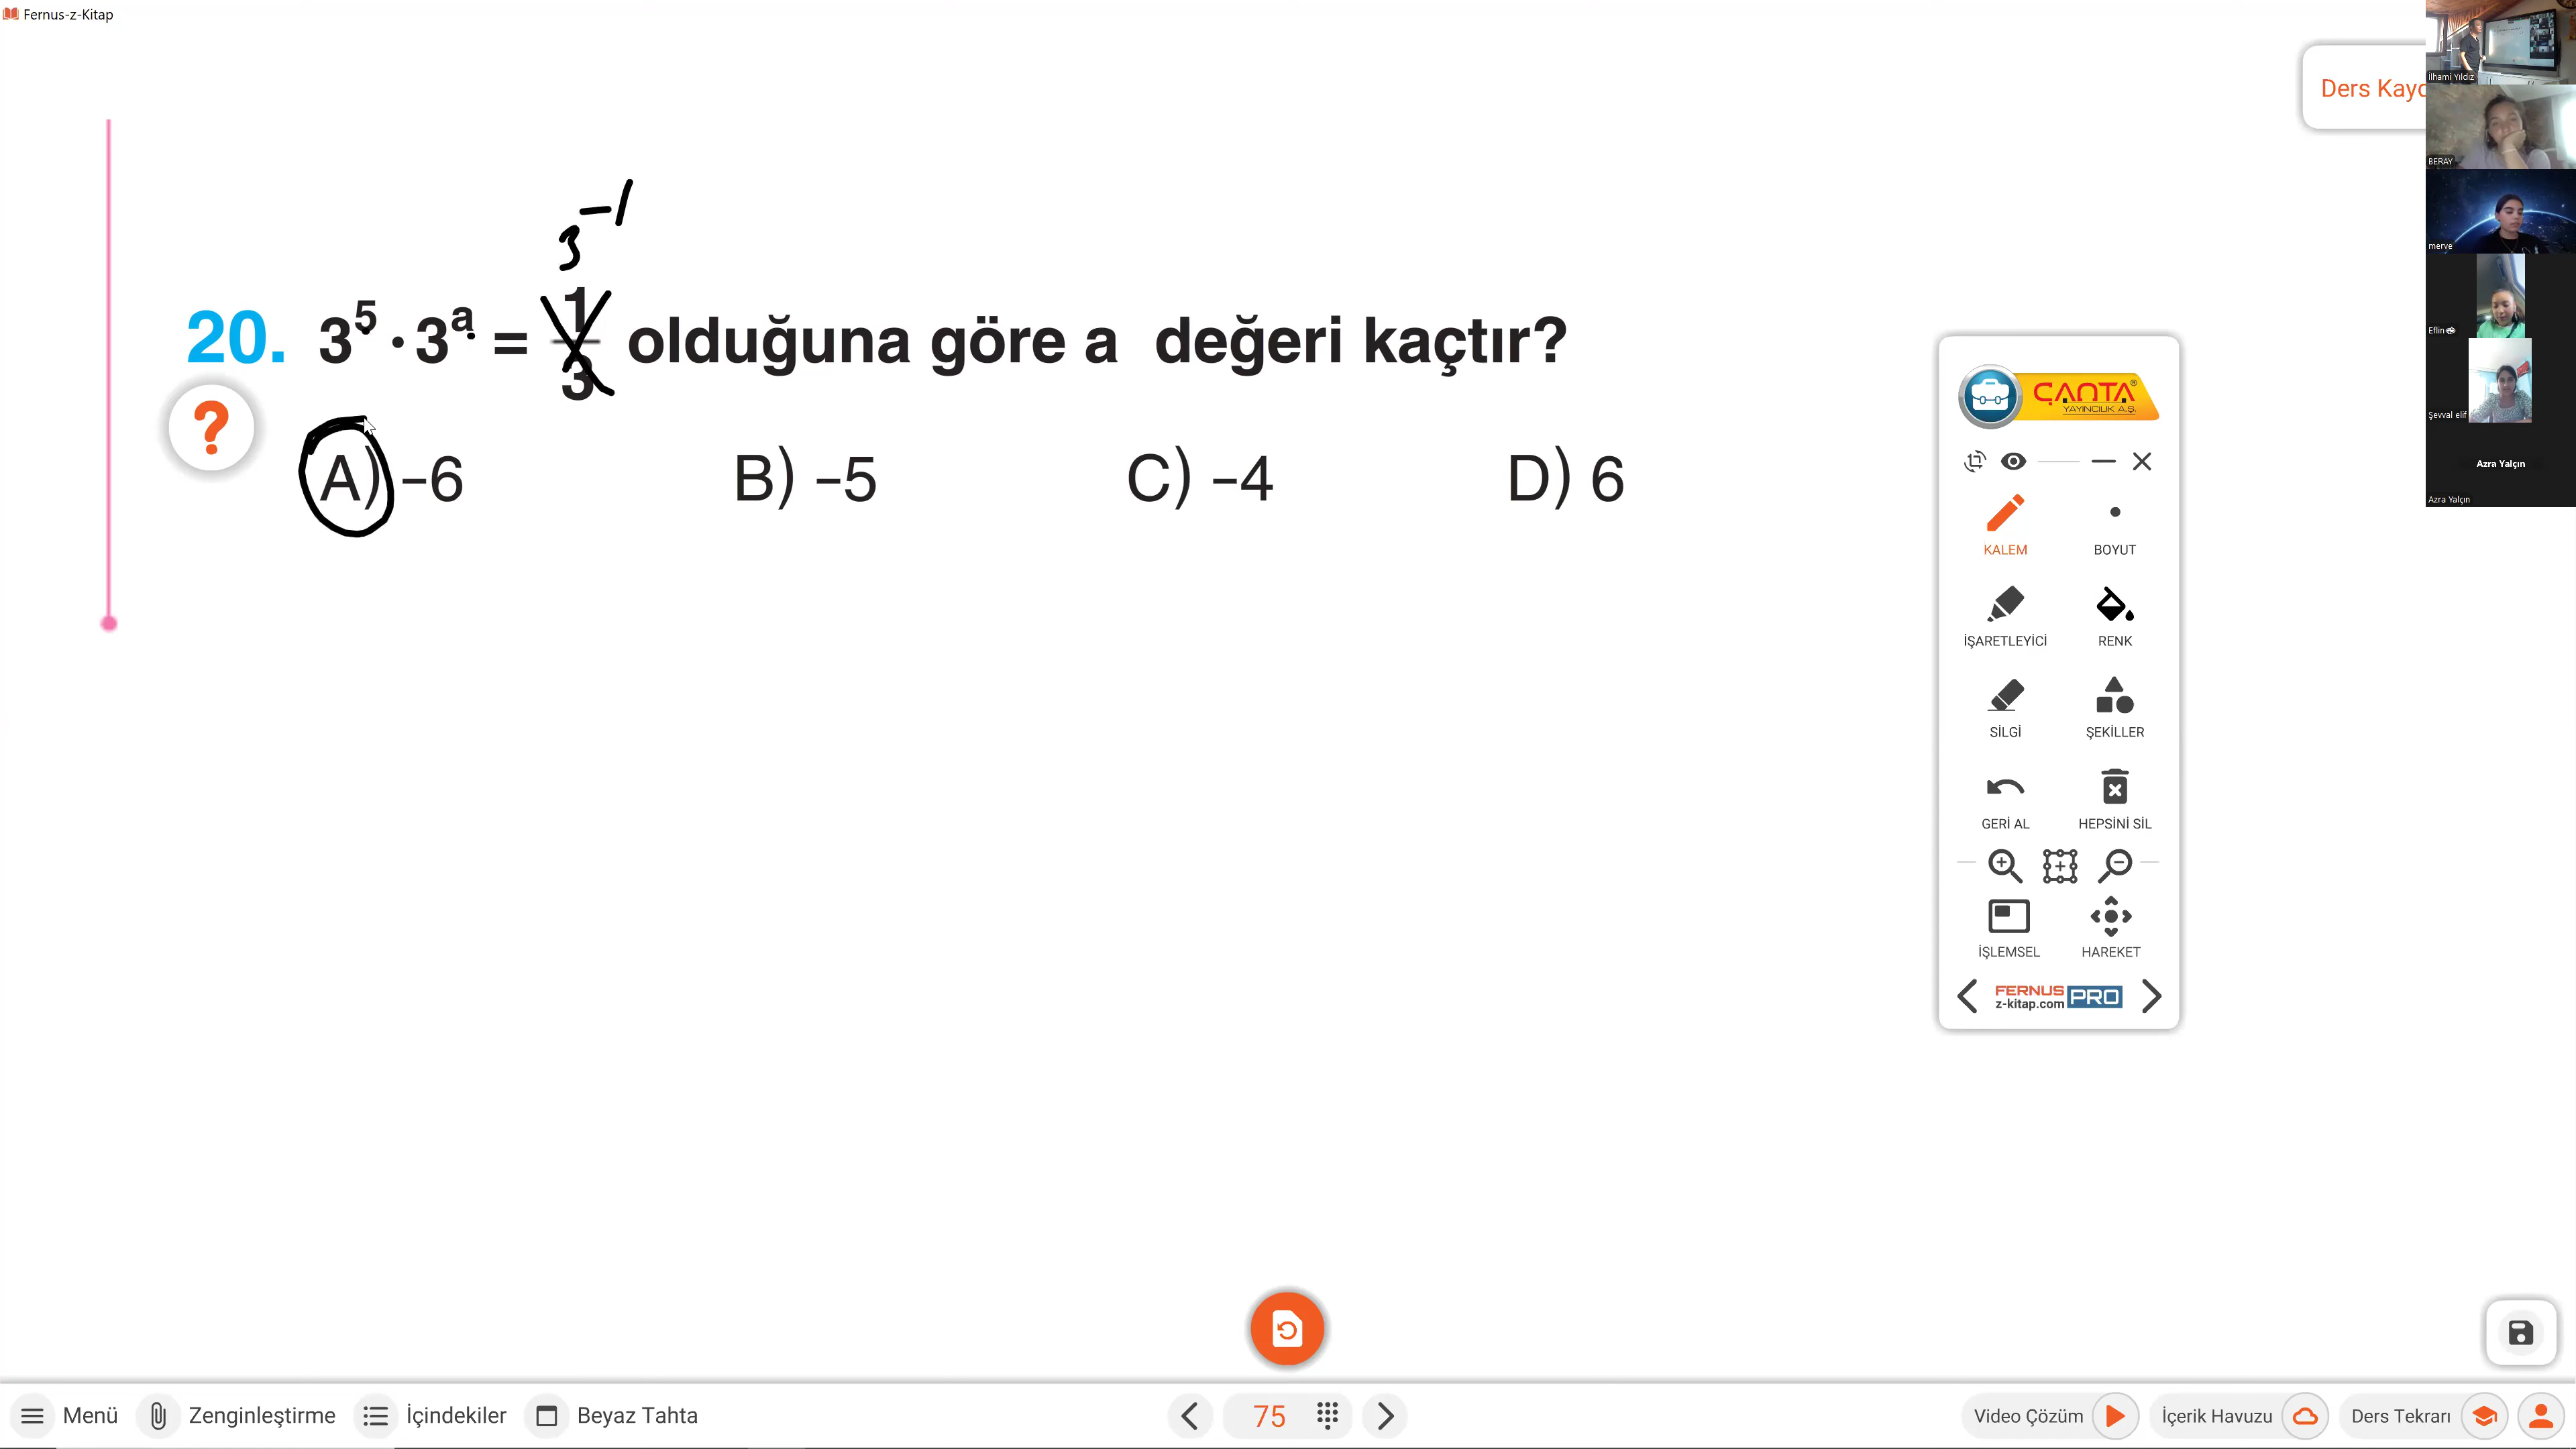 Fernus-z-Kitap
Ders Kayd
İlhami Yıldız
BERAY
merve
Eflin
Şevval elif
Azra Yalçın
Azra Yalçın
3⁻¹
20. 3⁵ · 3ᵃ = 1/3 olduğuna göre a değeri kaçtır?
?
A) –6 B) –5 C) –4 D) 6
ÇANTA®
YAYINCILIK A.Ş.
KALEM BOYUT
İŞARETLEYİCİ RENK
SİLGİ ŞEKİLLER
GERİ AL HEPSİNİ SİL
İŞLEMSEL HAREKET
FERNUS PRO
z-kitap.com
Menü Zenginleştirme İçindekiler Beyaz Tahta 75 Video Çözüm İçerik Havuzu Ders Tekrarı